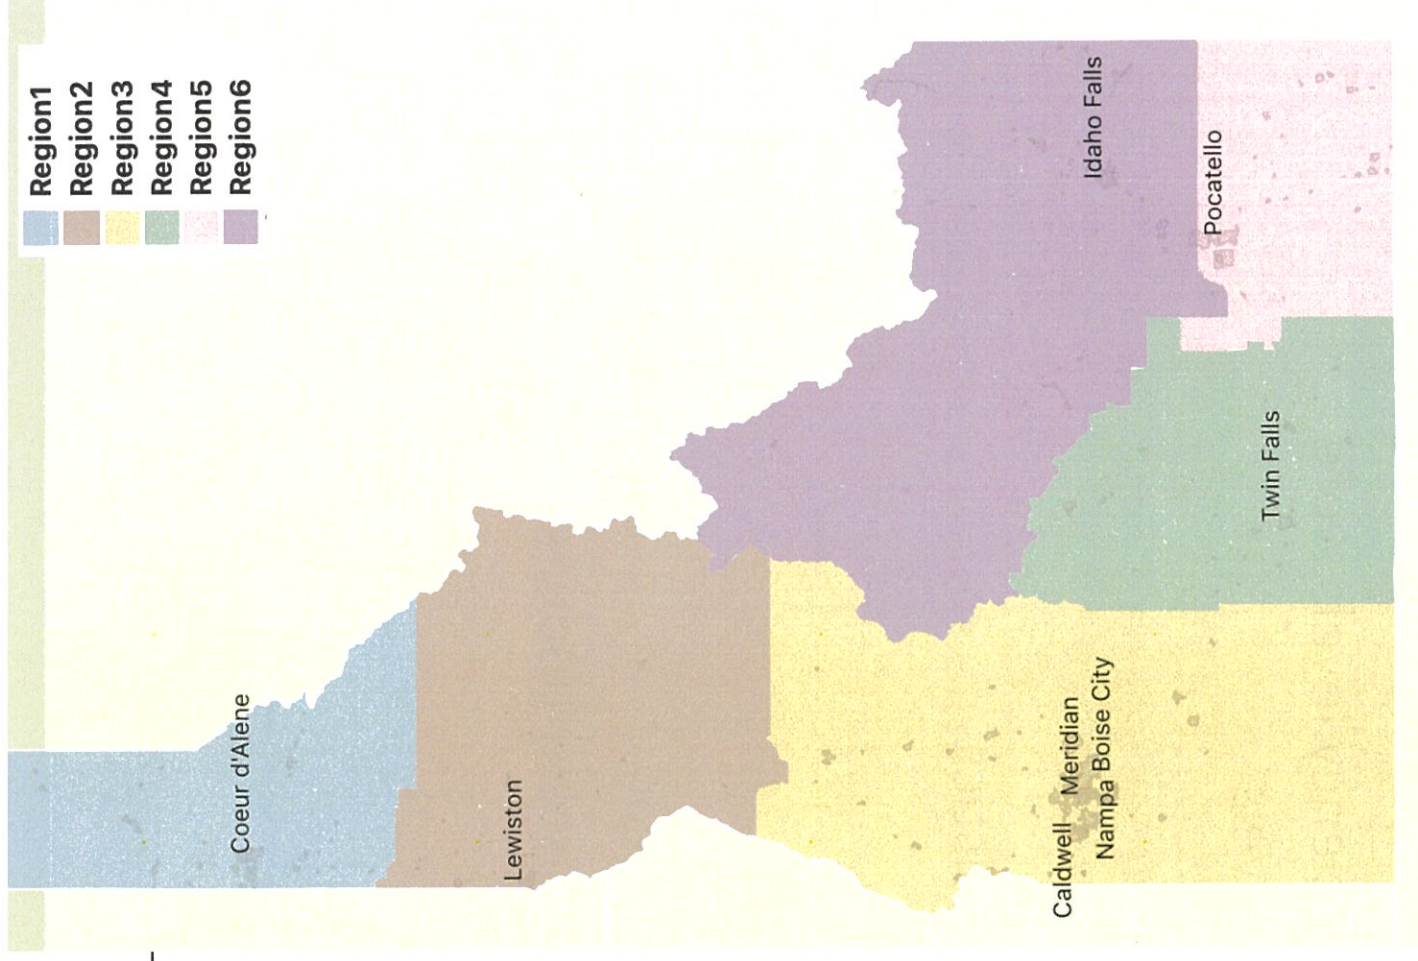 Region1
Region2
Region3
Region4
Region5
Region6
Coeur d'Alene
Lewiston
Caldwell
Meridian
Nampa Boise City
Twin Falls
Pocatello
Idaho Falls